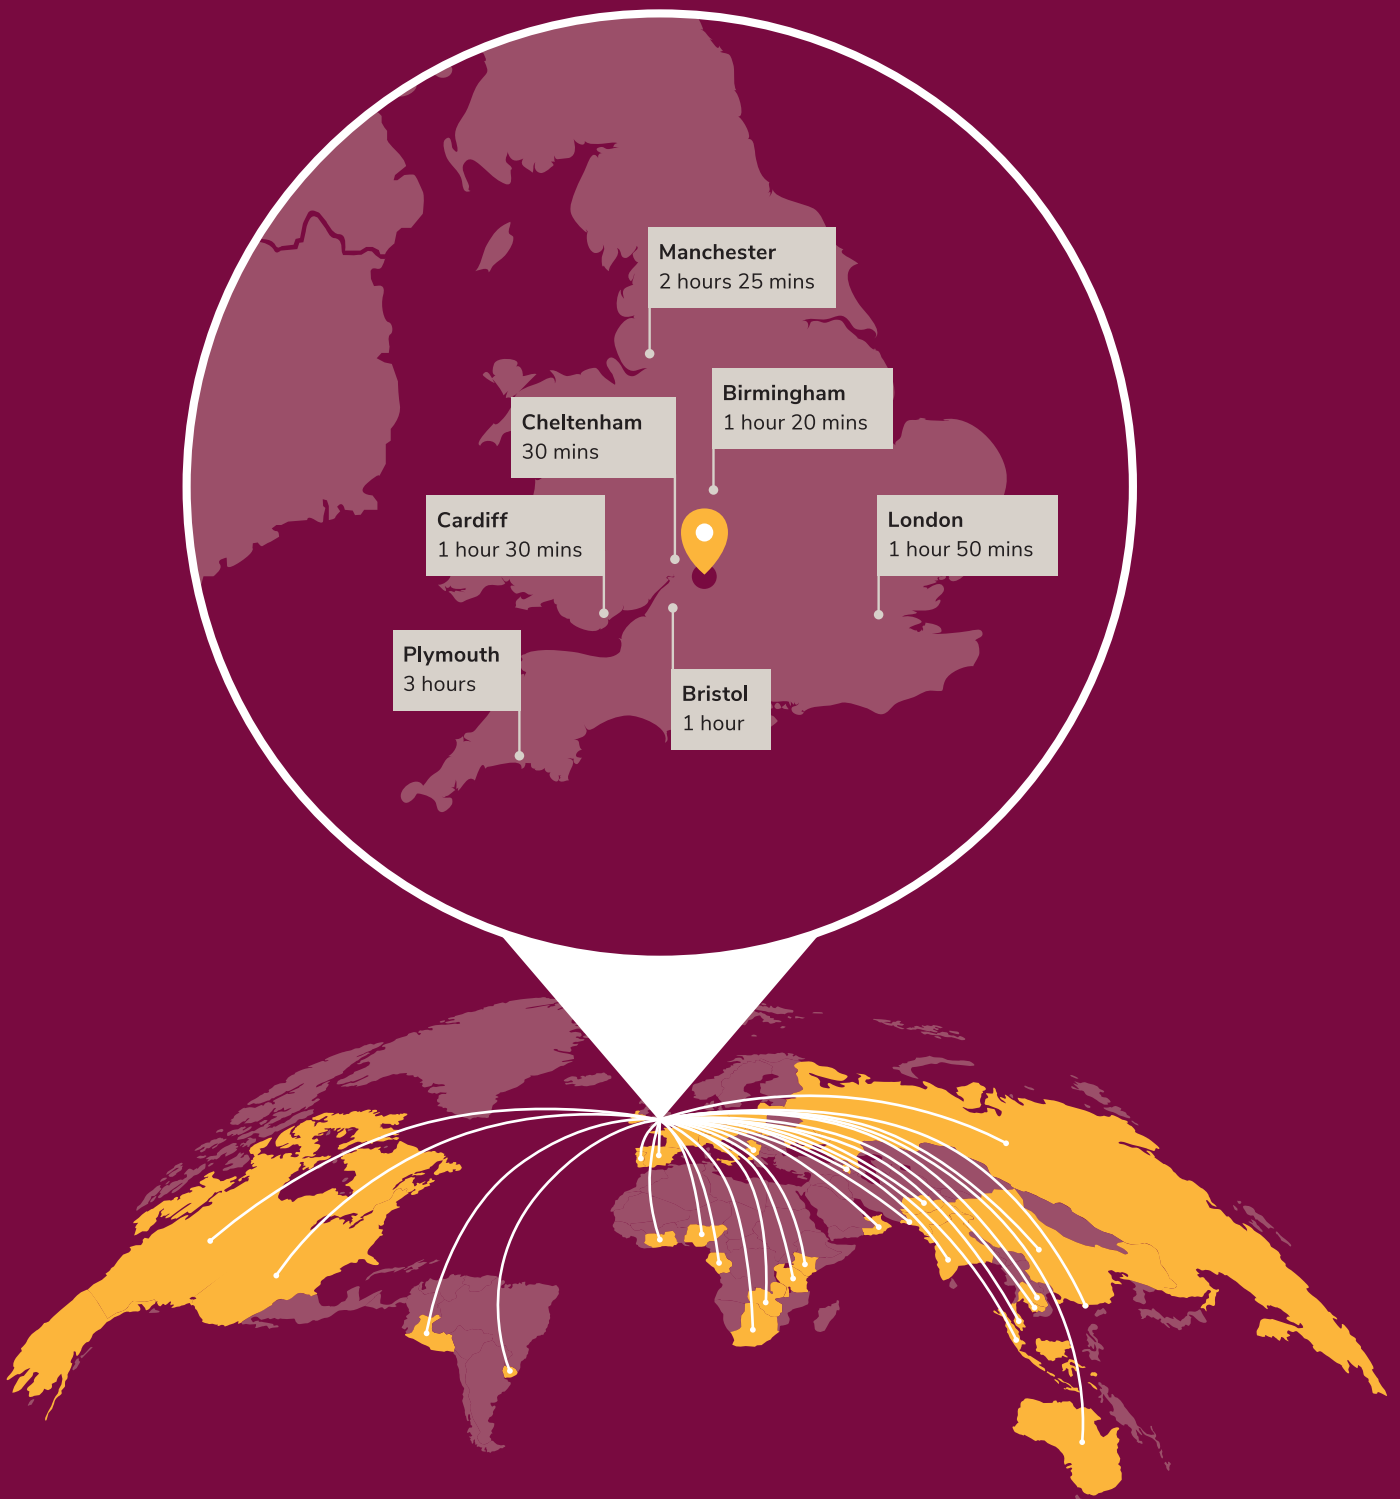 Manchester
2 hours 25 mins
Birmingham
1 hour 20 mins
Cheltenham
30 mins
Cardiff
1 hour 30 mins
London
1 hour 50 mins
Plymouth
3 hours
Bristol
1 hour